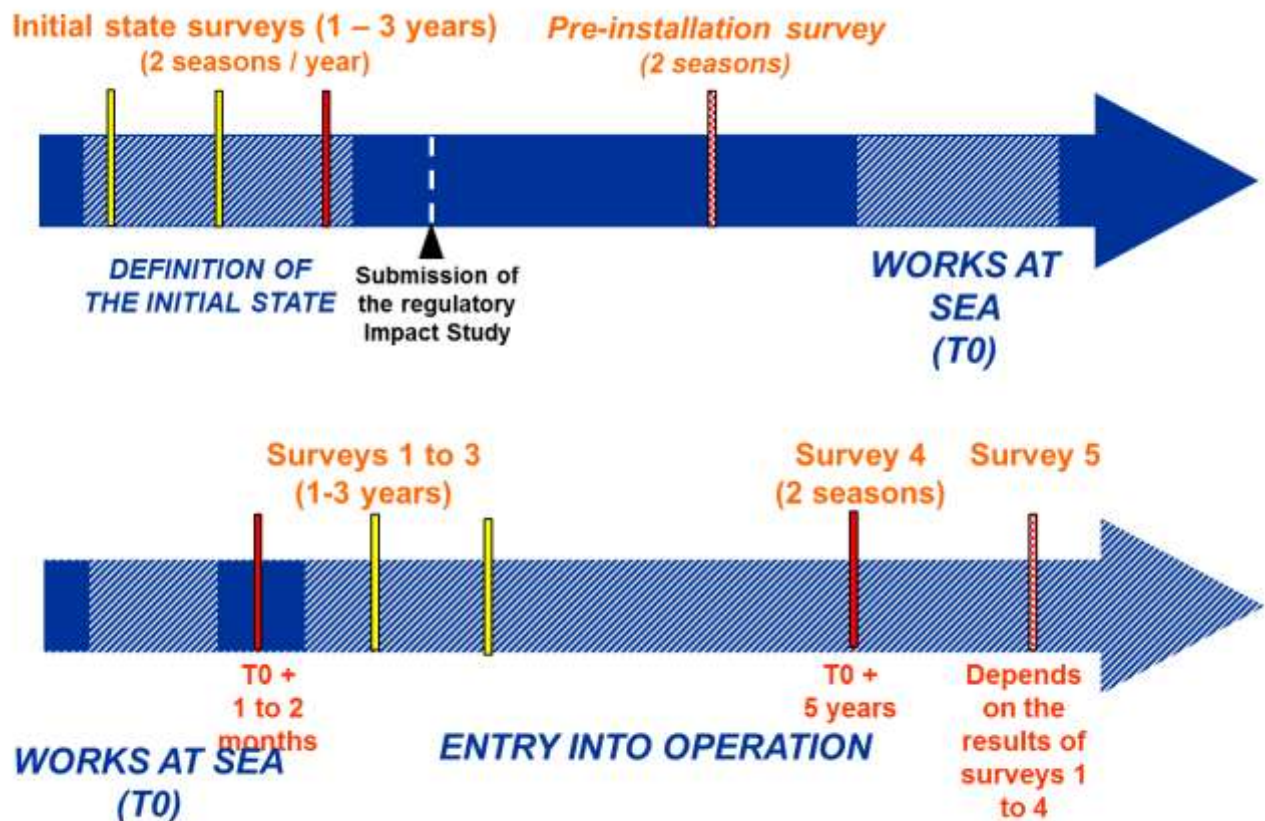 Initial state surveys (1 – 3 years)
(2 seasons / year)
Pre-installation survey
(2 seasons)
DEFINITION OF
THE INITIAL STATE
Submission of
the regulatory
Impact Study
WORKS AT
SEA
(T0)
Surveys 1 to 3
(1-3 years)
Survey 4
(2 seasons)
Survey 5
T0 +
1 to 2
months
T0 +
5 years
Depends
on the
results of
surveys 1
to 4
WORKS AT SEA
(T0)
ENTRY INTO OPERATION